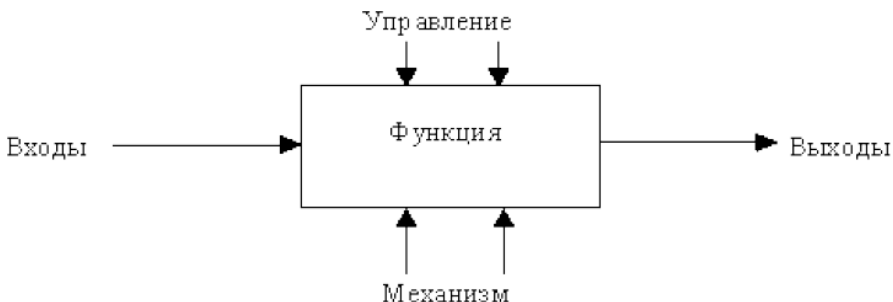 Управление
Функция
Входы
Выходы
Механизм